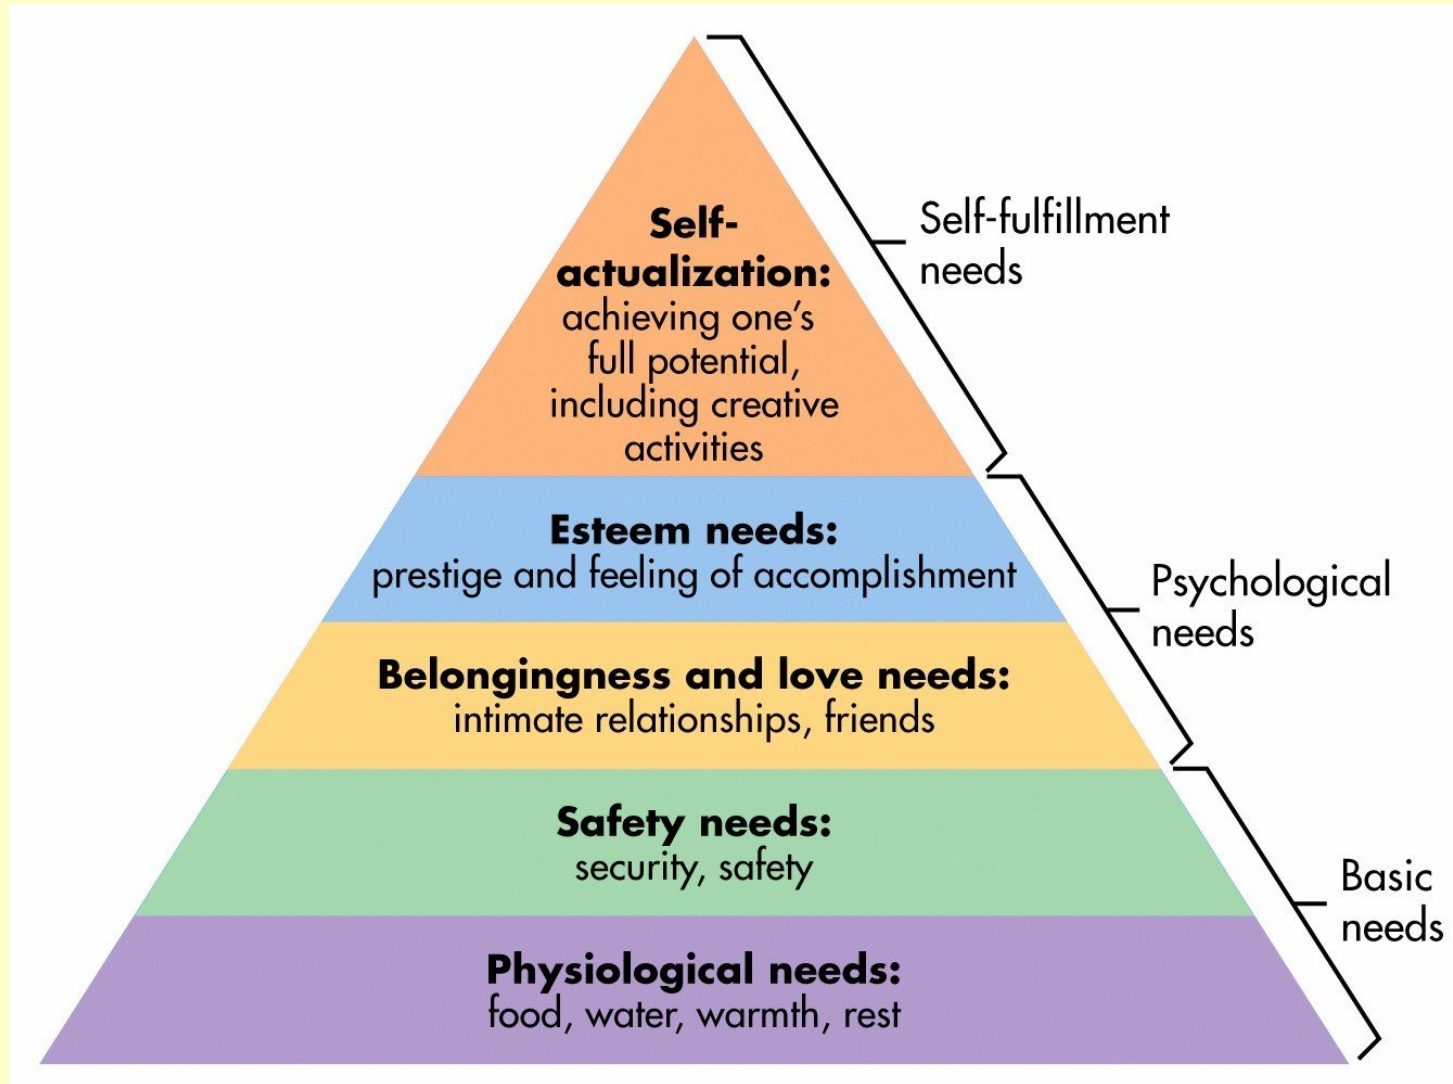 Self-
actualization:
achieving one’s
full potential,
including creative
activities
Self-fulfillment
needs
Esteem needs:
prestige and feeling of accomplishment
Psychological
needs
Belongingness and love needs:
intimate relationships, friends
Safety needs:
security, safety
Basic
needs
Physiological needs:
food, water, warmth, rest